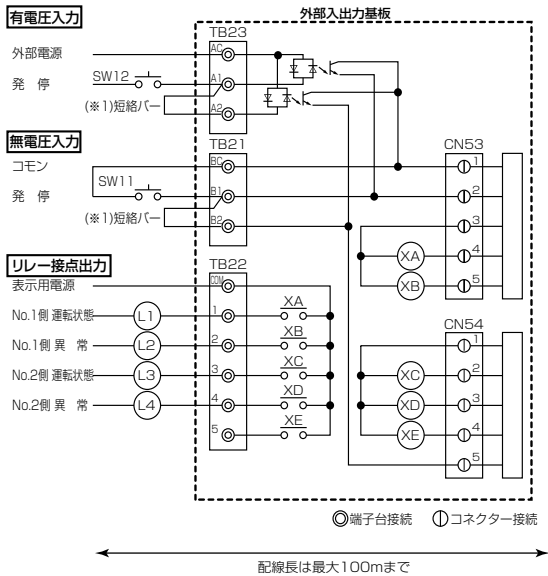 有電圧入力
外部入出力基板
TB23
外部電源
AC
発 停
SW12
A1
(※1)短絡バー
A2
無電圧入力
TB21
CN53
コモン
BC
1
SW11
発 停
B1
2
(※1)短絡バー
B2
3
XA
4
リレー接点出力
XB
5
TB22
表示用電源
COM
XA
No.1側 運転状態
L1
1
CN54
XB
1
No.1側 異 常
L2
2
XC
XC
2
No.2側 運転状態
L3
3
XD
XD
3
No.2側 異 常
L4
4
XE
XE
4
5
5
◎端子台接続
コネクター接続
配線長は最大100mまで